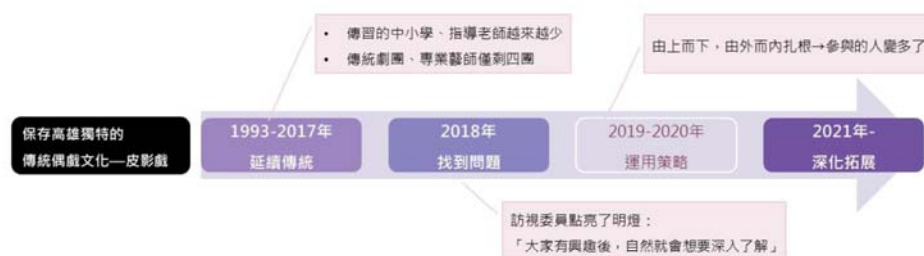 • 傳習的中小學、指導老師越來越少
• 傳統劇團、專業藝師僅剩四團
由上而下，由外而內扎根→參與的人變多了
保存高雄獨特的
傳統偶戲文化—皮影戲
1993-2017年
延續傳統
2018年
找到問題
2019-2020年
運用策略
2021年-
深化拓展
訪視委員點亮了明燈：
「大家有興趣後，自然就會想要深入了解」